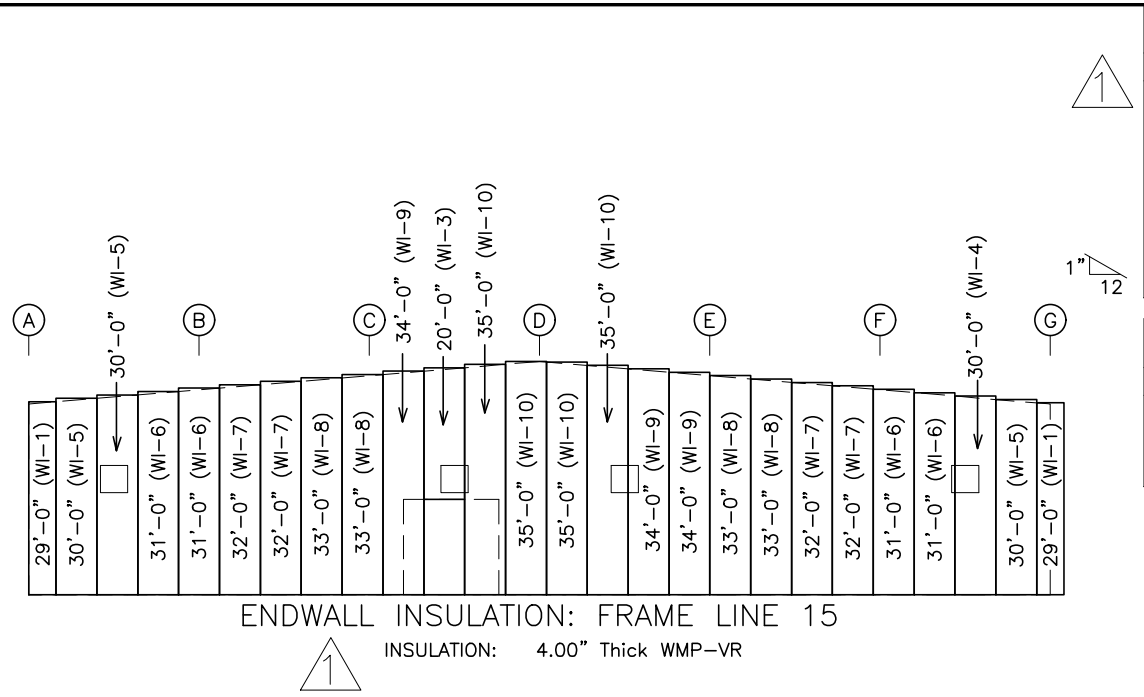 1
30'-0" (WI-5)
34'-0" (WI-9)
20'-0" (WI-3)
35'-0" (WI-10)
35'-0" (WI-10)
30'-0" (WI-4)
1"
12
A
B
C
D
E
F
G
29'-0" (WI-1)
30'-0" (WI-5)
31'-0" (WI-6)
31'-0" (WI-6)
32'-0" (WI-7)
32'-0" (WI-7)
33'-0" (WI-8)
33'-0" (WI-8)
35'-0" (WI-10)
35'-0" (WI-10)
34'-0" (WI-9)
34'-0" (WI-9)
33'-0" (WI-8)
33'-0" (WI-8)
32'-0" (WI-7)
32'-0" (WI-7)
31'-0" (WI-6)
31'-0" (WI-6)
30'-0" (WI-5)
29'-0" (WI-1)
ENDWALL INSULATION: FRAME LINE 15
INSULATION: 4.00" Thick WMP-VR
1